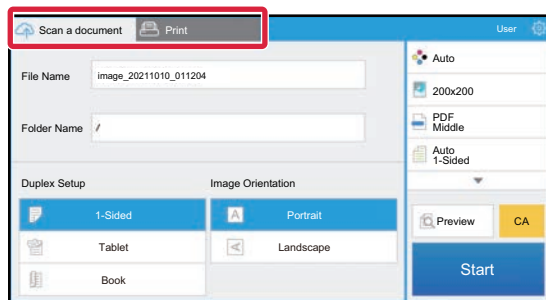 Scan a document Print User
File Name image_20211010_011204
Folder Name /
Duplex Setup Image Orientation
1-Sided A Portrait
Tablet A Landscape
Book
Auto
200x200
PDF
Middle
Auto
1-Sided
Preview CA
Start